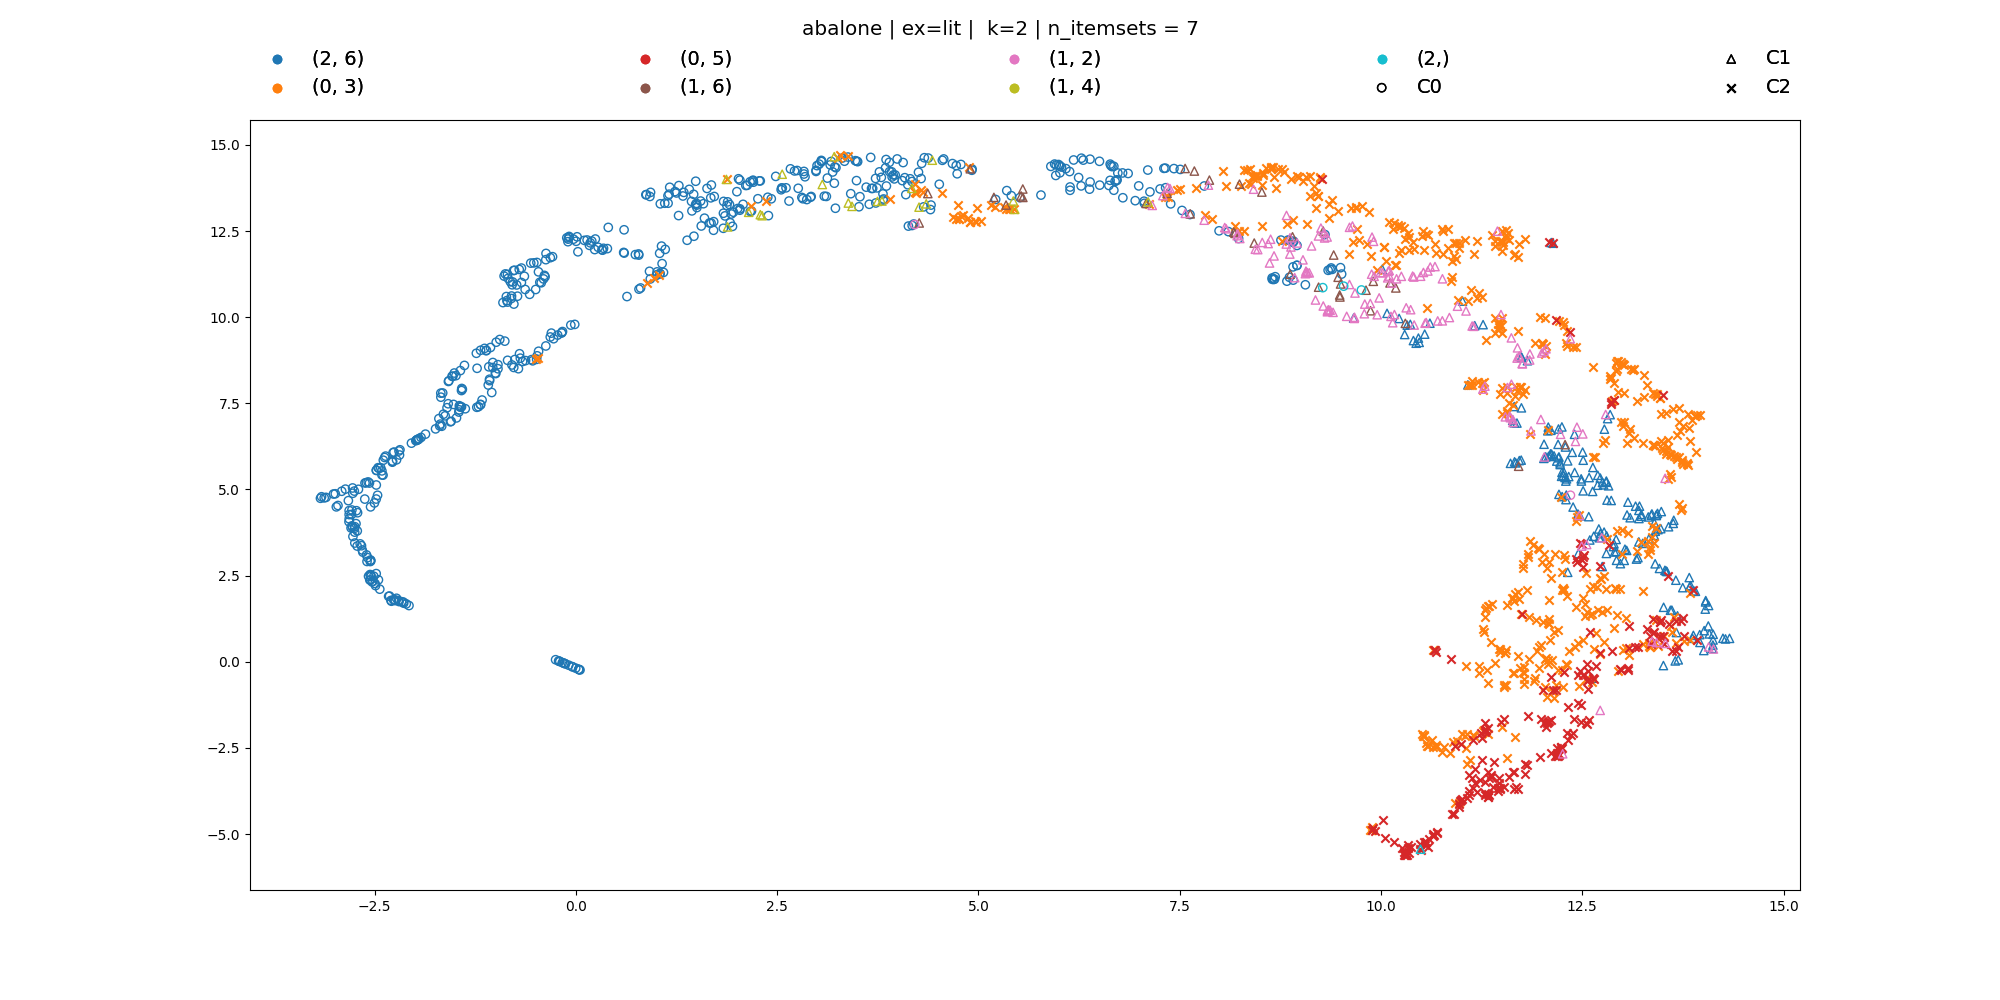 abalone | ex=lit |  k=2 | n_itemsets = 7
(2, 6) (0, 5) (1, 2) (2,) C1
(0, 3) (1, 6) (1, 4) C0 C2
15.0
12.5
10.0
7.5
5.0
2.5
0.0
−2.5
−5.0
−2.5 0.0 2.5 5.0 7.5 10.0 12.5 15.0